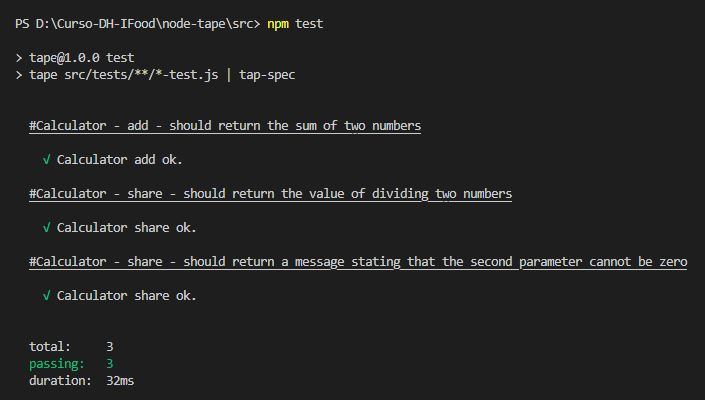 PS D:\Curso-DH-IFood\node-tape\src> npm test
> tape@1.0.0 test
> tape src/tests/**/*-test.js | tap-spec
#Calculator - add - should return the sum of two numbers
√ Calculator add ok.
#Calculator - share - should return the value of dividing two numbers
√ Calculator share ok.
#Calculator - share - should return a message stating that the second parameter cannot be zero
√ Calculator share ok.
total: 3
passing: 3
duration: 32ms